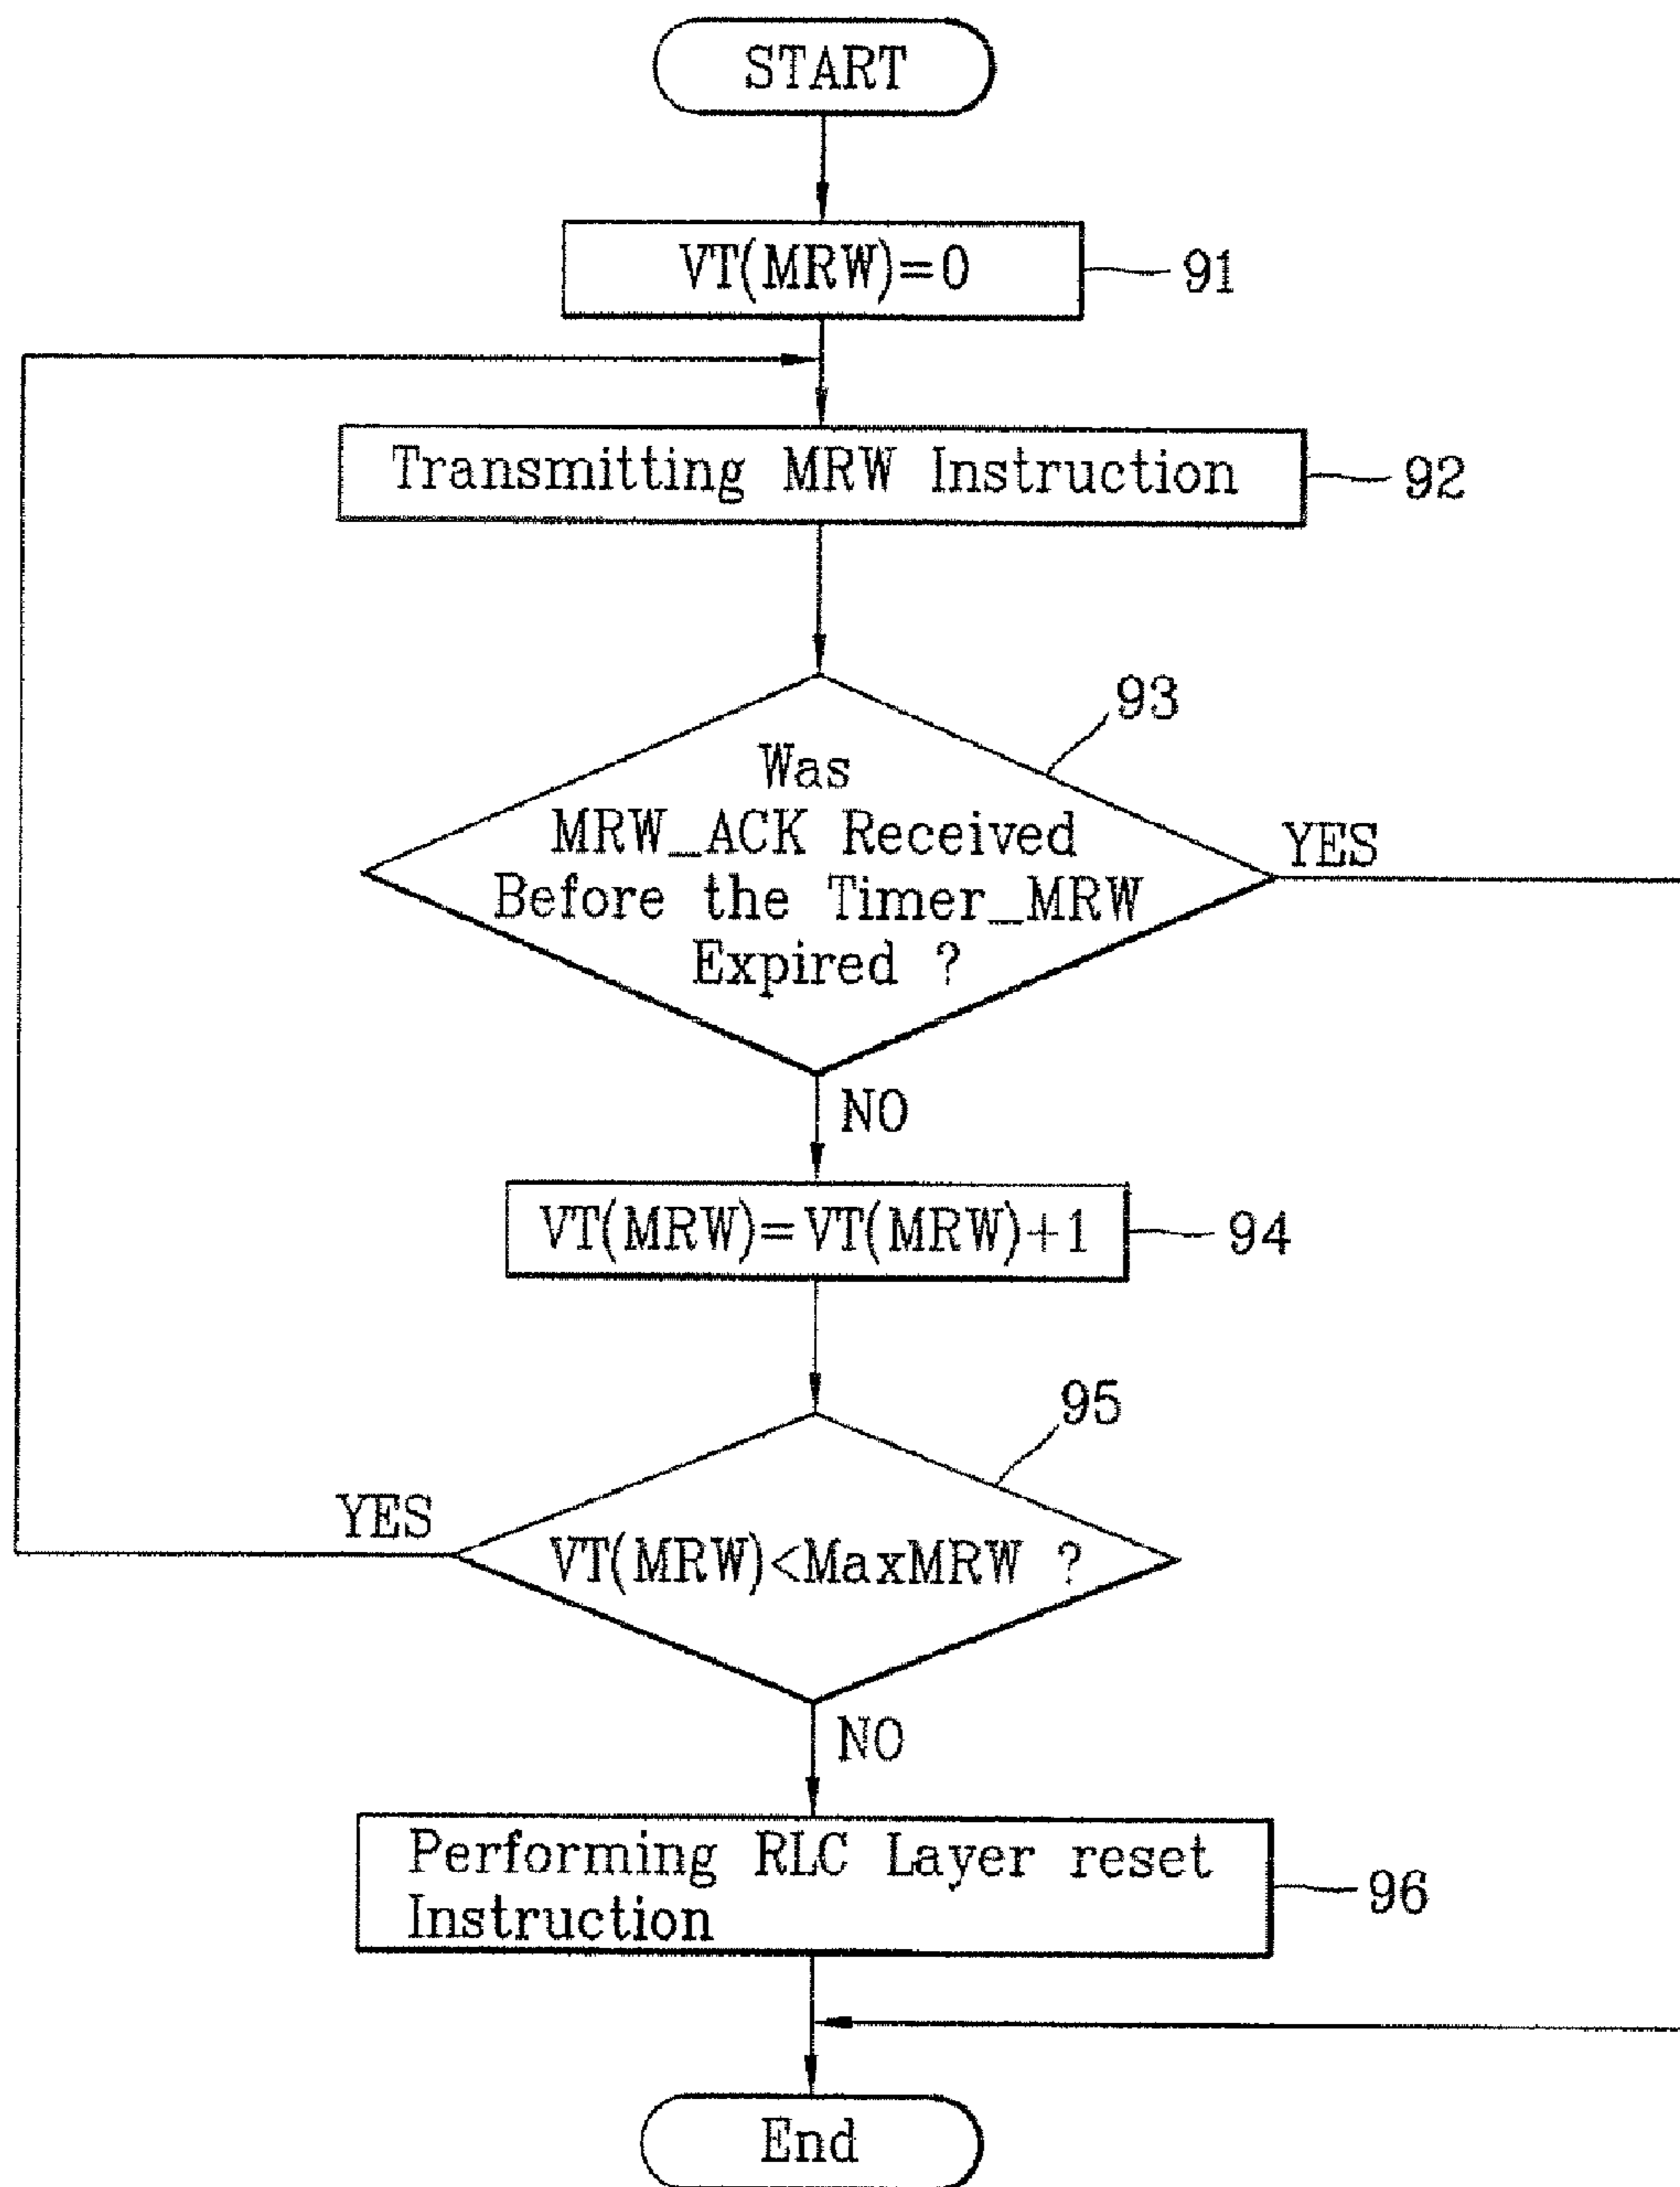 START
VT(MRW)=0
91
Transmitting MRW Instruction
92
93
Was
MRW_ACK Received
Before the Timer_MRW
Expired ?
YES
NO
VT(MRW)=VT(MRW)+1
94
95
YES
VT(MRW)<MaxMRW ?
NO
Performing RLC Layer reset
Instruction
96
End